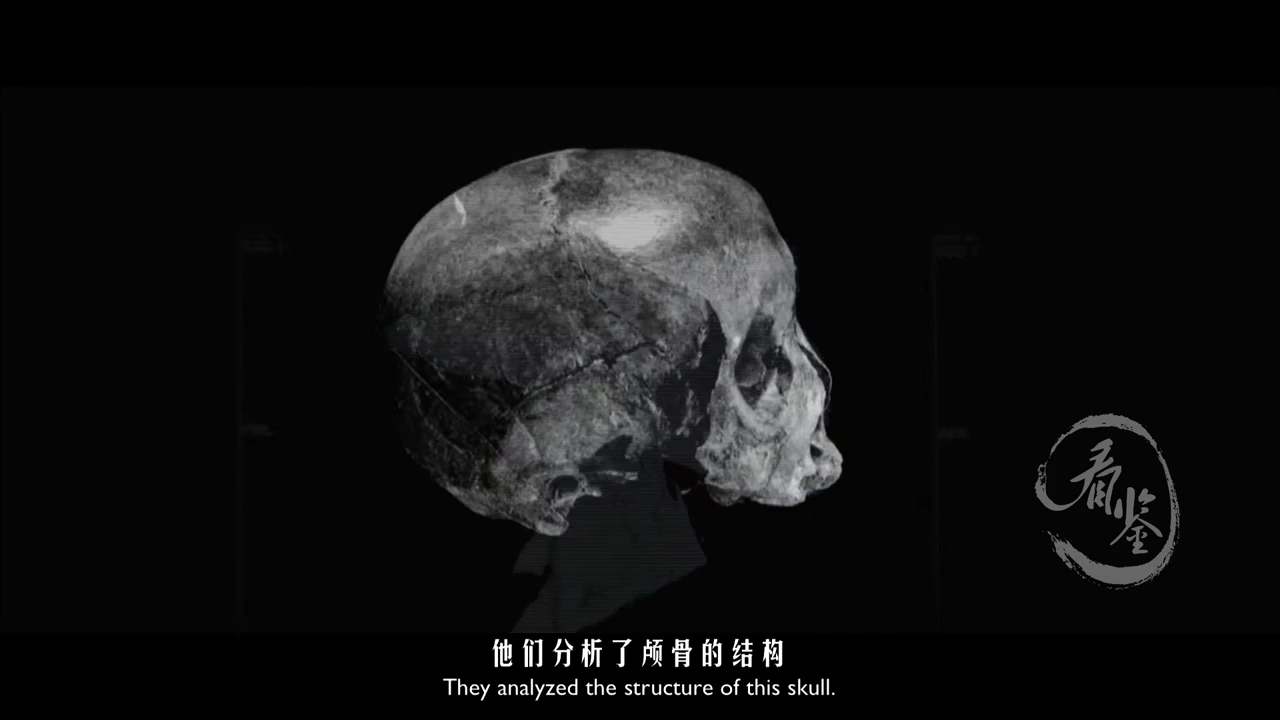 看鉴
他们分析了颅骨的结构
They analyzed the structure of this skull.